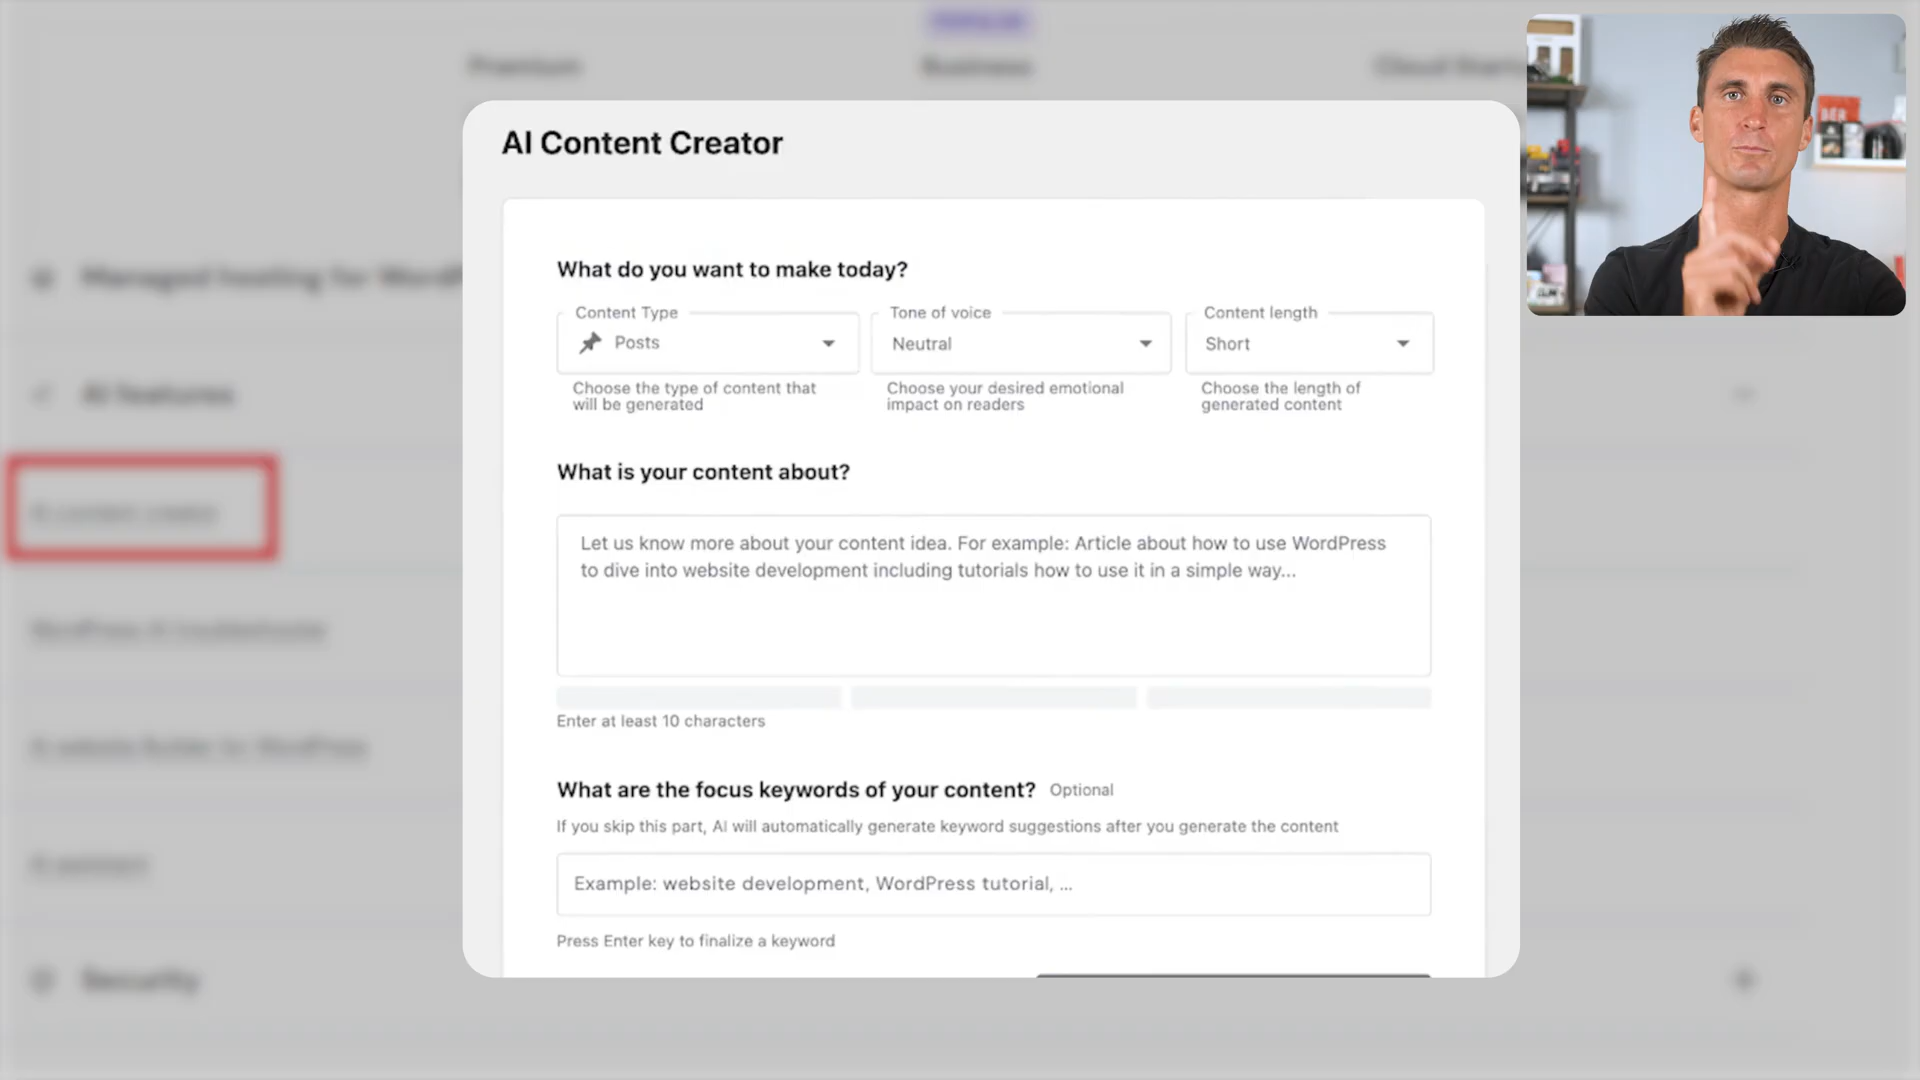 Premium
Business
AI Content Creator
What do you want to make today?
Content Type
Tone of voice
Content length
Posts
Neutral
Short
Choose the type of content that
will be generated
Choose your desired emotional
impact on readers
Choose the length of
generated content
Managed hosting for
AI features
What is your content about?
Let us know more about your content idea. For example: Article about how to use WordPress
to dive into website development including tutorials how to use it in a simple way...
Enter at least 10 characters
What are the focus keywords of your content? Optional
If you skip this part, AI will automatically generate keyword suggestions after you generate the content
Example: website development, WordPress tutorial, ...
Press Enter key to finalize a keyword
Security